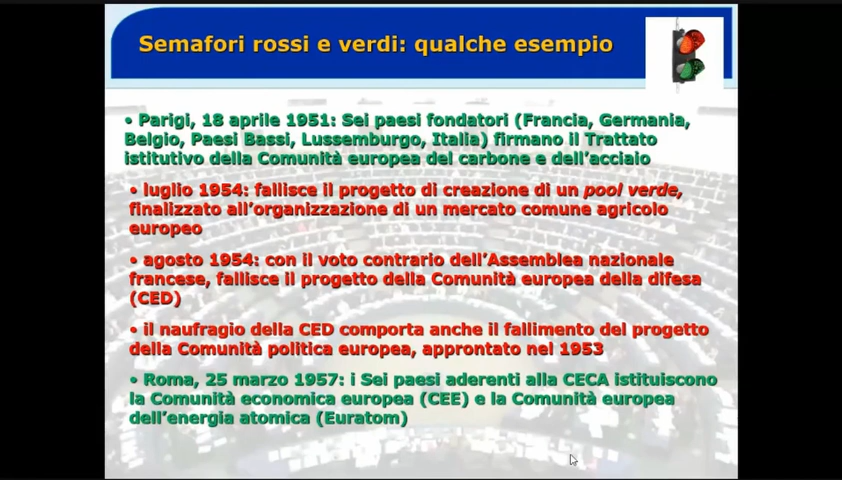 Semafori rossi e verdi: qualche esempio
• Parigi, 18 aprile 1951: Sei paesi fondatori (Francia, Germania,
Belgio, Paesi Bassi, Lussemburgo, Italia) firmano il Trattato
istitutivo della Comunità europea del carbone e dell'acciaio
• luglio 1954: fallisce il progetto di creazione di un pool verde,
finalizzato all'organizzazione di un mercato comune agricolo
europeo
• agosto 1954: con il voto contrario dell'Assemblea nazionale
francese, fallisce il progetto della Comunità europea della difesa
(CED)
• il naufragio della CED comporta anche il fallimento del progetto
della Comunità politica europea, approntato nel 1953
• Roma, 25 marzo 1957: i Sei paesi aderenti alla CECA istituiscono
la Comunità economica europea (CEE) e la Comunità europea
dell'energia atomica (Euratom)